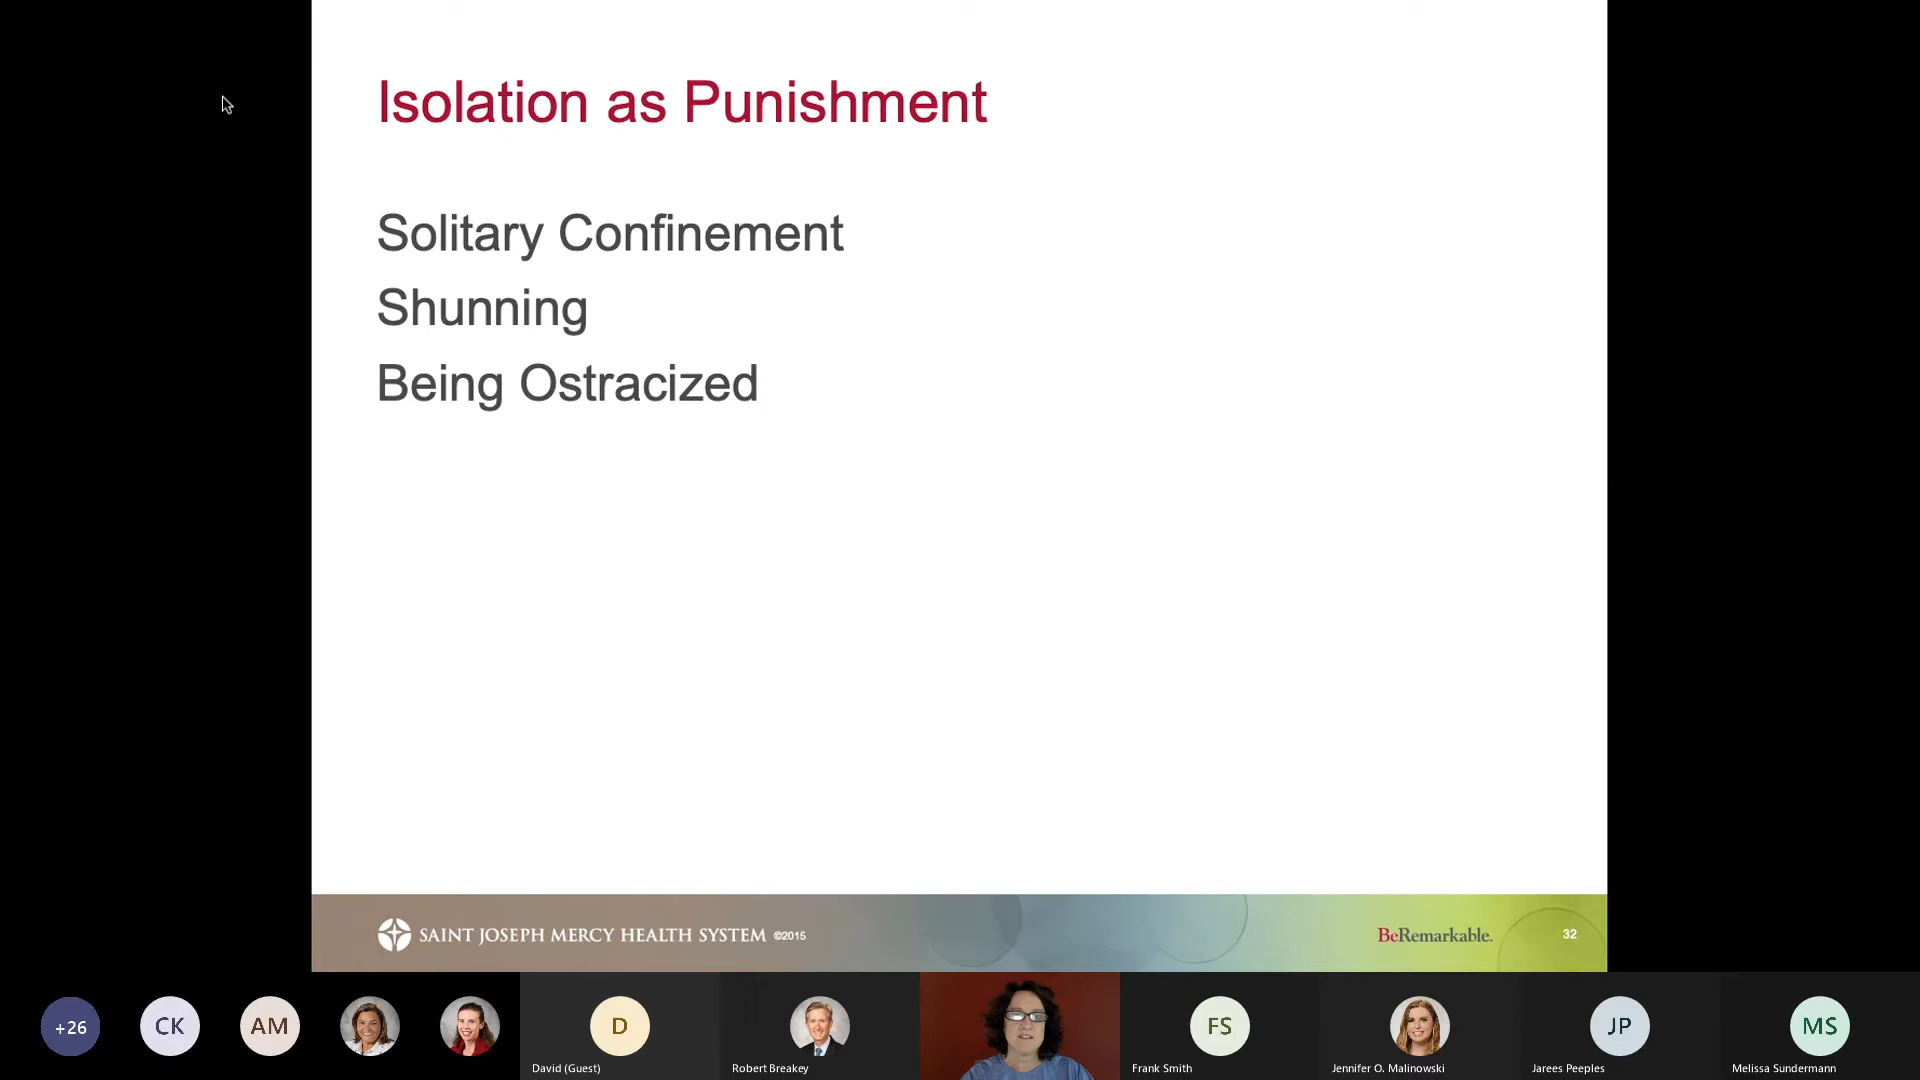 Isolation as Punishment
Solitary Confinement
Shunning
Being Ostracized
SAINT JOSEPH MERCY HEALTH SYSTEM ©2015
BeRemarkable.
32
+26
CK
AM
D
FS
JP
MS
David (Guest)
Robert Breakey
Frank Smith
Jennifer O. Malinowski
Jarees Peeples
Melissa Sundermann